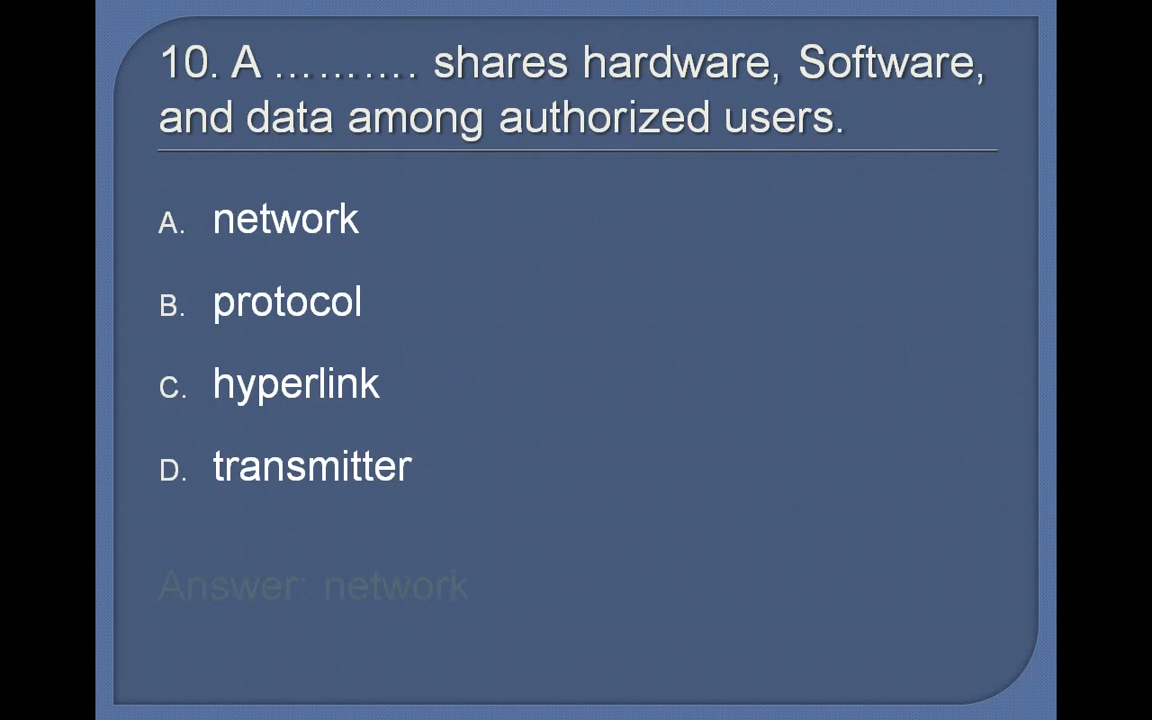 10. A ………. shares hardware, Software,
and data among authorized users.
A. network
B. protocol
C. hyperlink
D. transmitter
Answer: network